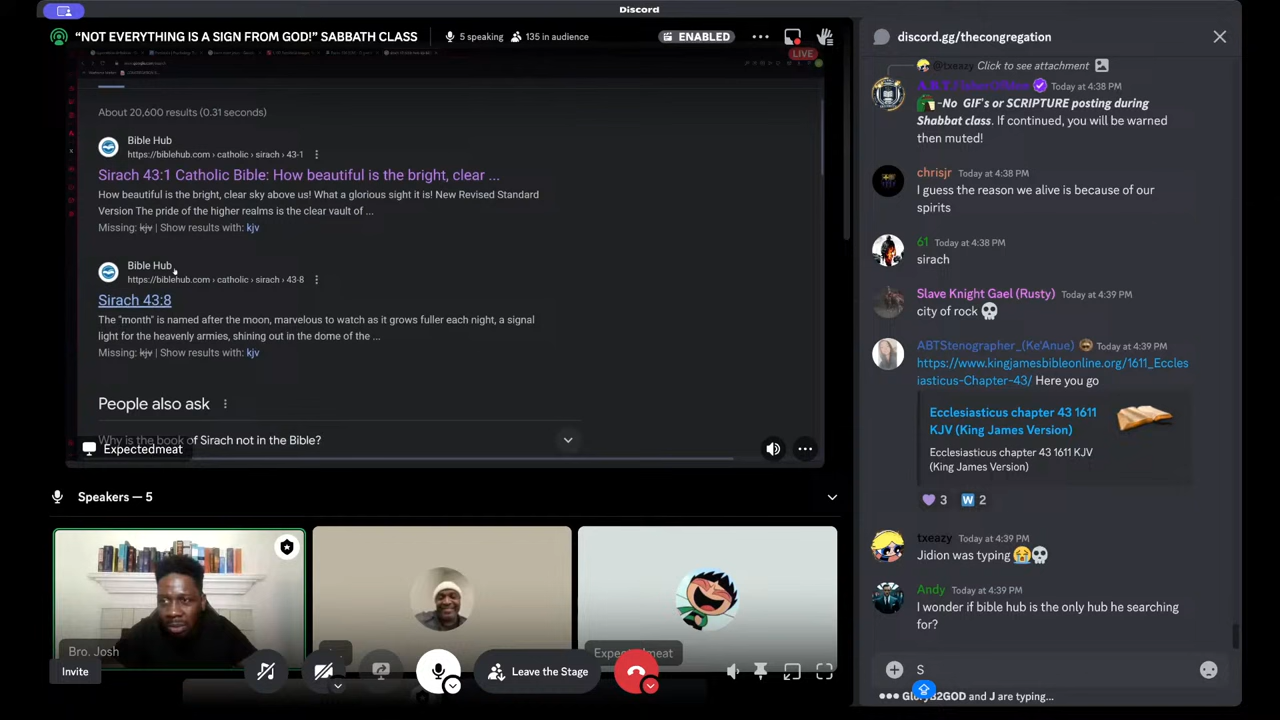 Discord
"NOT EVERYTHING IS A SIGN FROM GOD!" SABBATH CLASS
5 speaking
135 in audience
ENABLED
LIVE
About 20,600 results (0.31 seconds)
Bible Hub
https://biblehub.com › catholic › sirach › 43-1
Sirach 43:1 Catholic Bible: How beautiful is the bright, clear ...
How beautiful is the bright, clear sky above us! What a glorious sight it is! New Revised Standard
Version The pride of the higher realms is the clear vault of ...
Missing: kjv | Show results with: kjv
Bible Hub
https://biblehub.com › catholic › sirach › 43-8
Sirach 43:8
The "month" is named after the moon, marvelous to watch as it grows fuller each night, a signal
light for the heavenly armies, shining out in the dome of the ...
Missing: kjv | Show results with: kjv
People also ask
Why is the book of Sirach not in the Bible?
Expectedmeat
Speakers — 5
Bro. Josh
Expectedmeat
Invite
Leave the Stage
discord.gg/thecongregation
@txeazy Click to see attachment
Today at 4:38 PM
-No GIF's or SCRIPTURE posting during
Shabbat class. If continued, you will be warned
then muted!
chrisjr Today at 4:38 PM
I guess the reason we alive is because of our
spirits
61 Today at 4:38 PM
sirach
Slave Knight Gael (Rusty) Today at 4:39 PM
city of rock 💀
ABTStenographer_(Ke'Anue) Today at 4:39 PM
https://www.kingjamesbibleonline.org/1611_Eccles
iasticus-Chapter-43/ Here you go
Ecclesiasticus chapter 43 1611
KJV (King James Version)
Ecclesiasticus chapter 43 1611 KJV
(King James Version)
3
W 2
txeazy Today at 4:39 PM
Jidion was typing 😭💀
Andy Today at 4:39 PM
I wonder if bible hub is the only hub he searching
for?
S
GloryB2GOD and J are typing...